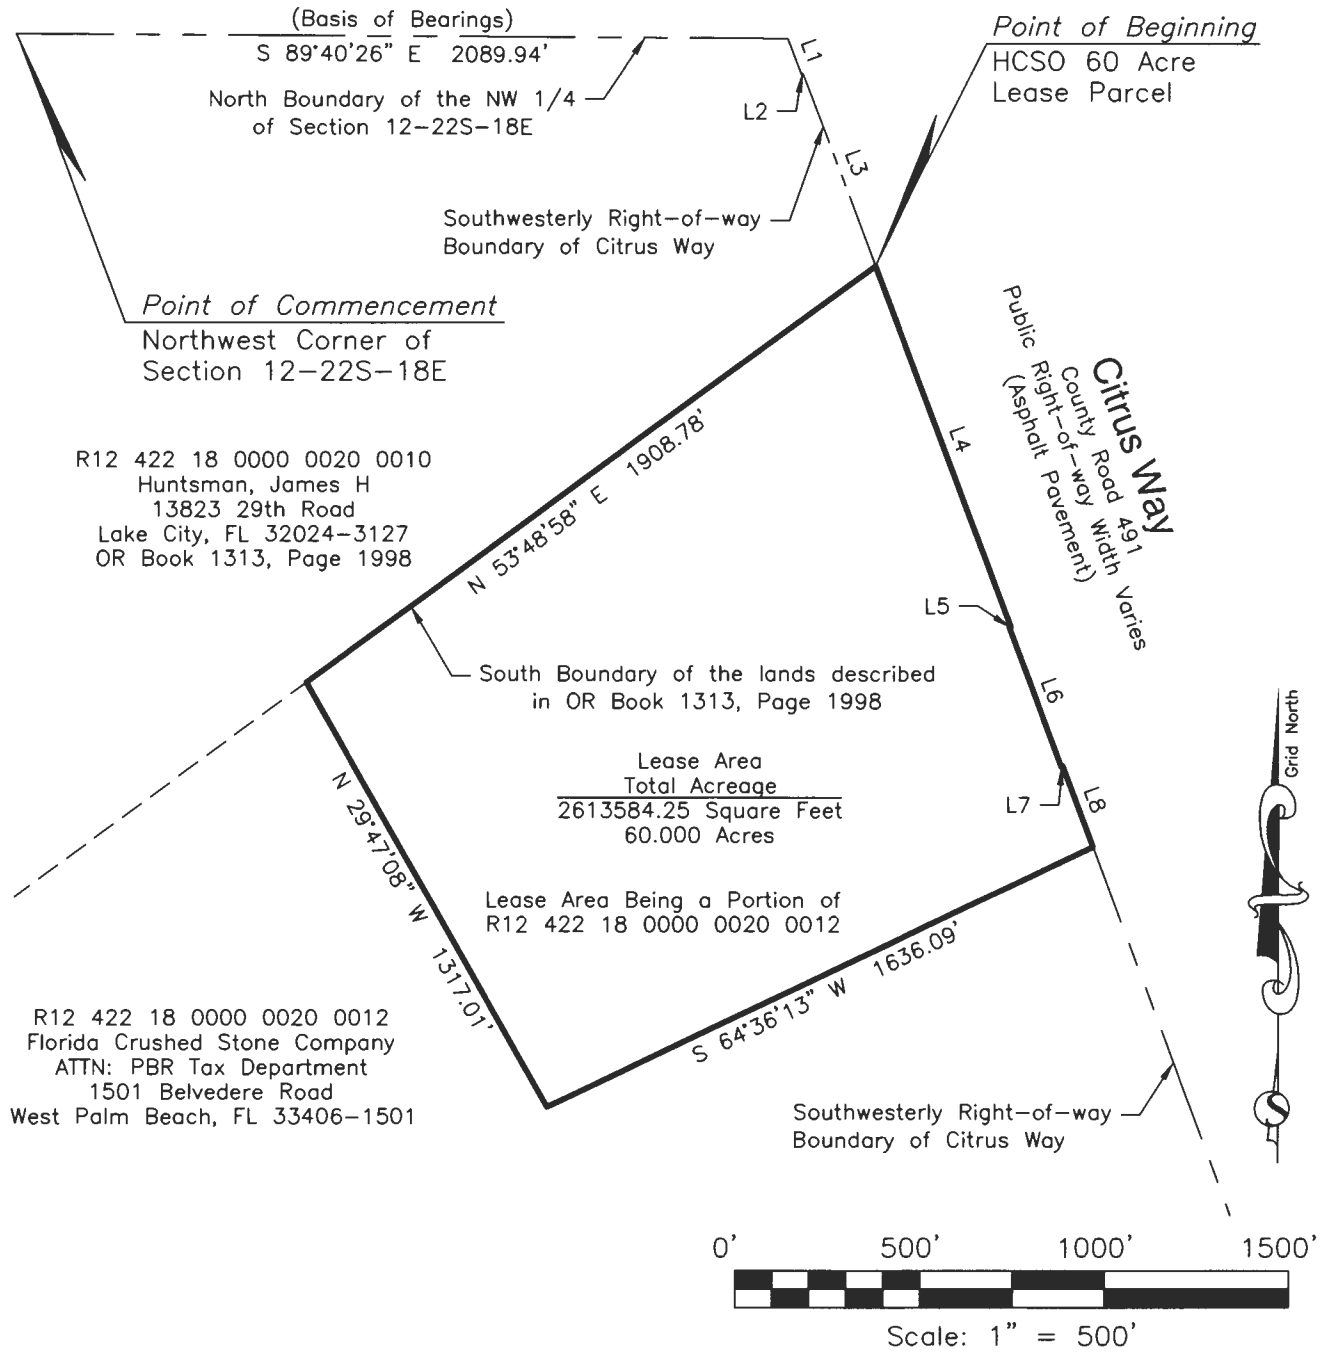 (Basis of Bearings)
S 89°40'26" E 2089.94'
North Boundary of the NW 1/4
of Section 12-22S-18E
L1
L2
L3
Point of Beginning
HCSO 60 Acre
Lease Parcel
Southwesterly Right-of-way
Boundary of Citrus Way
Point of Commencement
Northwest Corner of
Section 12-22S-18E
Citrus Way
County Road 491
Public Right-of-way Width Varies
(Asphalt Pavement)
R12 422 18 0000 0020 0010
Huntsman, James H
13823 29th Road
Lake City, FL 32024-3127
OR Book 1313, Page 1998
N 53°48'58" E 1908.78'
L4
L5
L6
L7
L8
South Boundary of the lands described
in OR Book 1313, Page 1998
Lease Area
Total Acreage
2613584.25 Square Feet
60.000 Acres
Lease Area Being a Portion of
R12 422 18 0000 0020 0012
N 29°47'08" W 1317.01'
S 64°36'13" W 1636.09'
Grid North
R12 422 18 0000 0020 0012
Florida Crushed Stone Company
ATTN: PBR Tax Department
1501 Belvedere Road
West Palm Beach, FL 33406-1501
Southwesterly Right-of-way
Boundary of Citrus Way
0' 500' 1000' 1500'
Scale: 1" = 500'